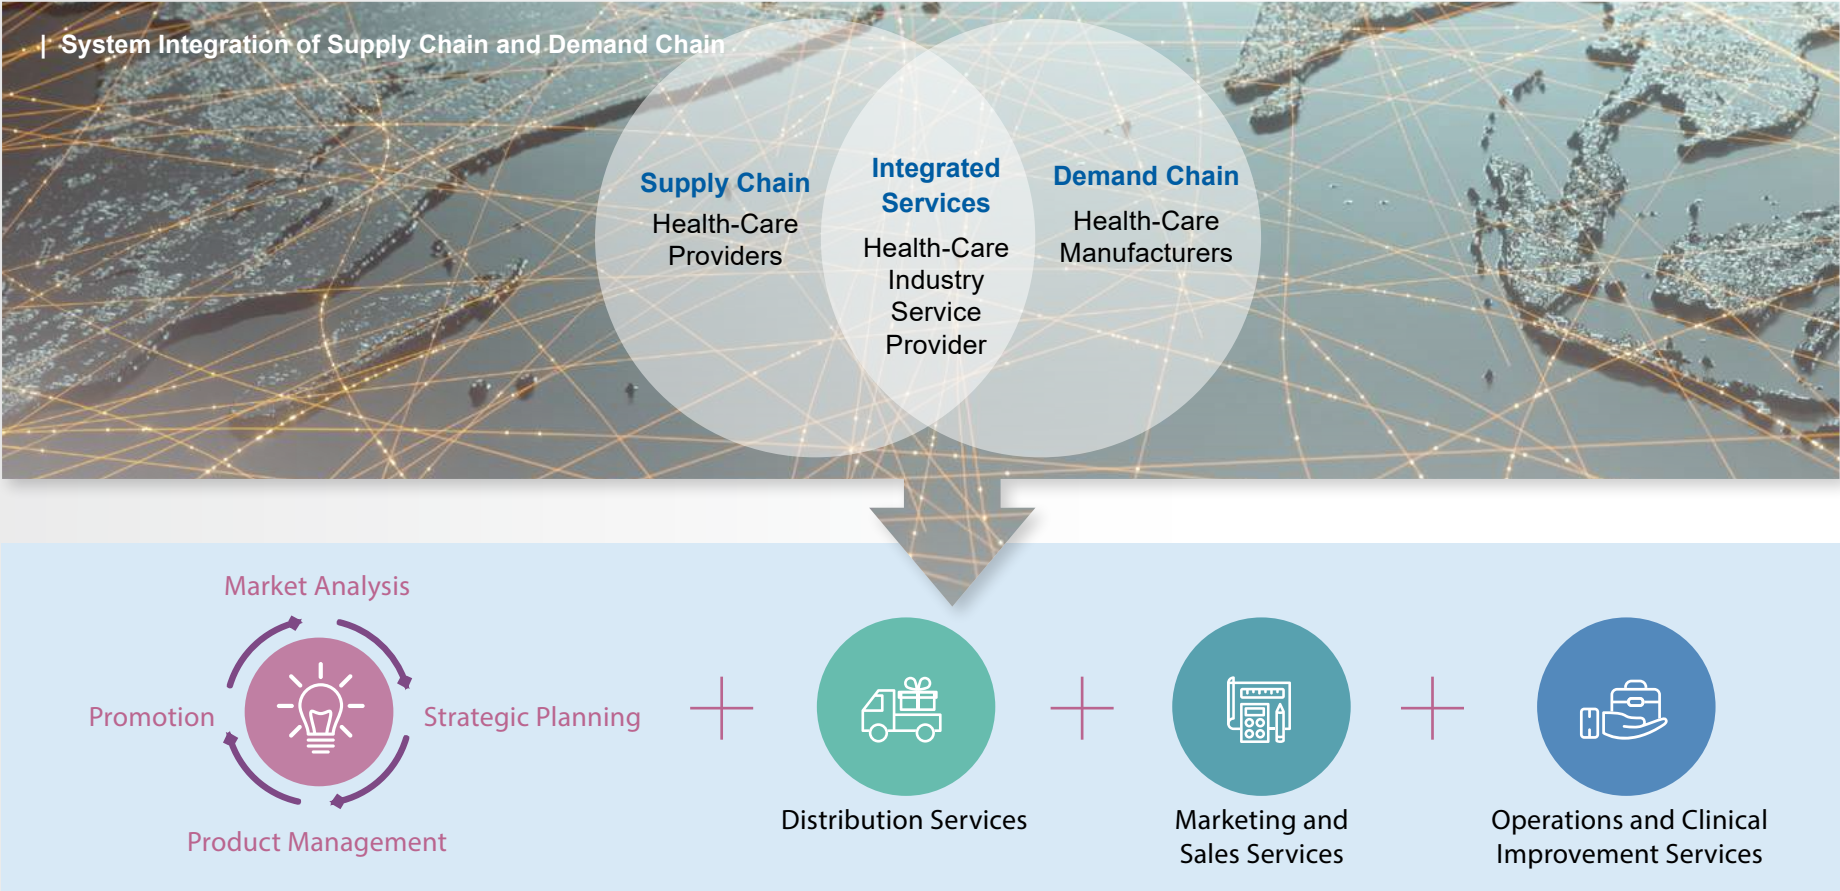 | System Integration of Supply Chain and Demand Chain
Supply Chain
Health-Care
Providers
Integrated
Services
Health-Care
Industry
Service
Provider
Demand Chain
Health-Care
Manufacturers
Market Analysis
Promotion
Strategic Planning
Product Management
Distribution Services
Marketing and
Sales Services
Operations and Clinical
Improvement Services